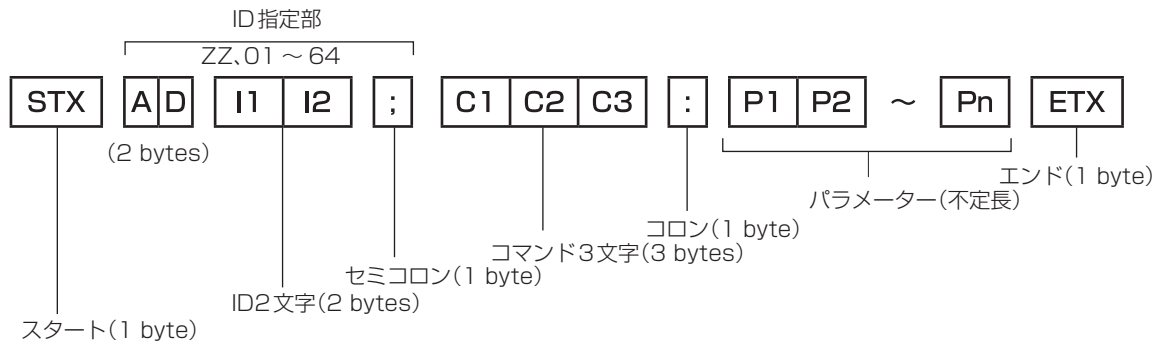 ID指定部
ZZ、01 ~ 64
STX A D I1 I2 ; C1 C2 C3 : P1 P2 ~ Pn ETX
(2 bytes)
エンド(1 byte)
パラメーター(不定長)
コロン(1 byte)
コマンド3文字(3 bytes)
セミコロン(1 byte)
ID2文字(2 bytes)
スタート(1 byte)